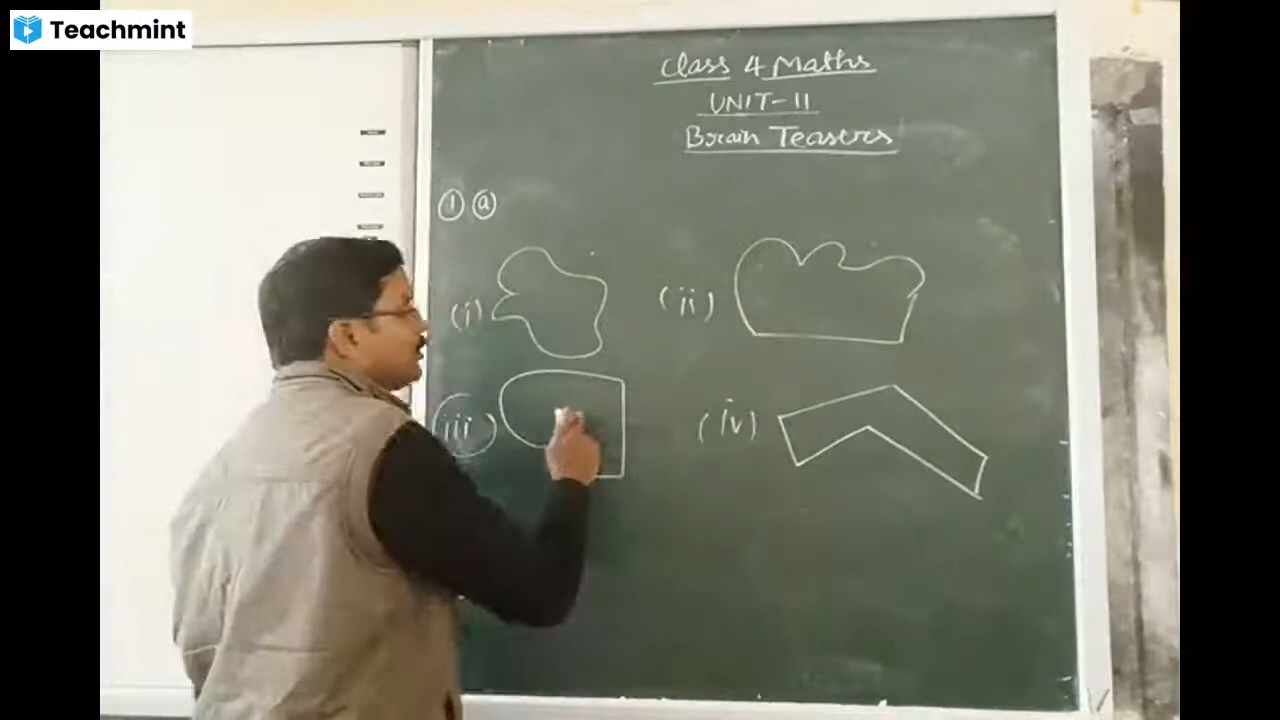 Teachmint
Class 4 Maths
UNIT-11
Brain Teasers
1 a
(i)
(ii)
(iii)
(iv)